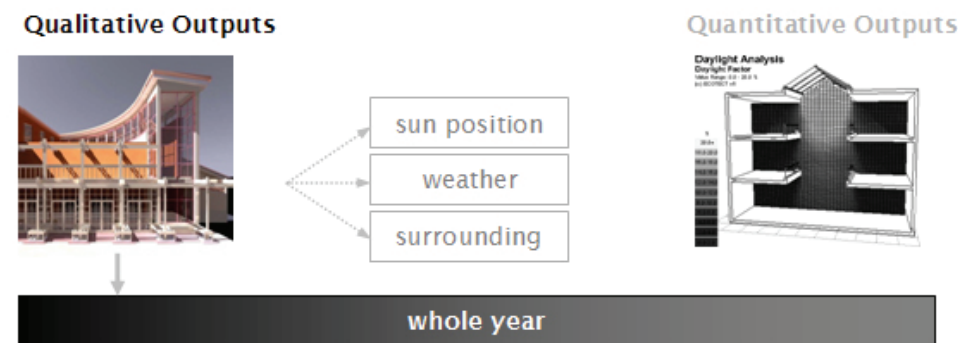 Qualitative Outputs
Quantitative Outputs
Daylight Analysis
Daylight Factor
sun position
weather
surrounding
whole year